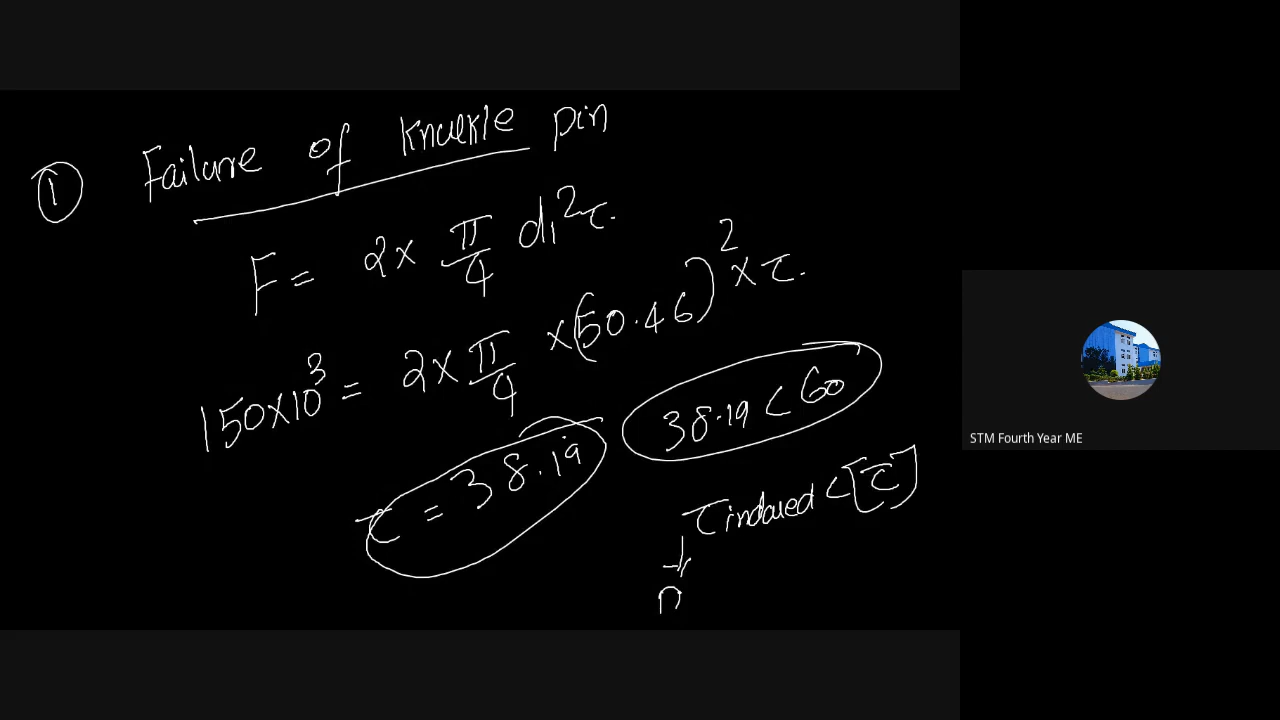 ① Failure of Knuckle pin
F = 2 × π/4 d₁² τ.
150×10³ = 2 × π/4 × (50.46)² × τ.
τ = 38.19
38.19 < 60
τ induced < [τ]
STM Fourth Year ME